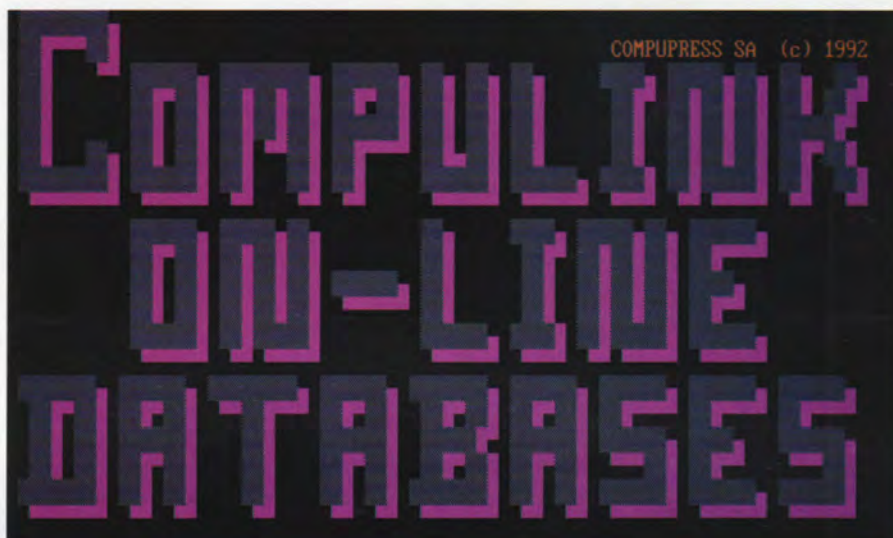 COMPUPRESS SA (c) 1992
COMPULINK
ON-LINE
DATABASES